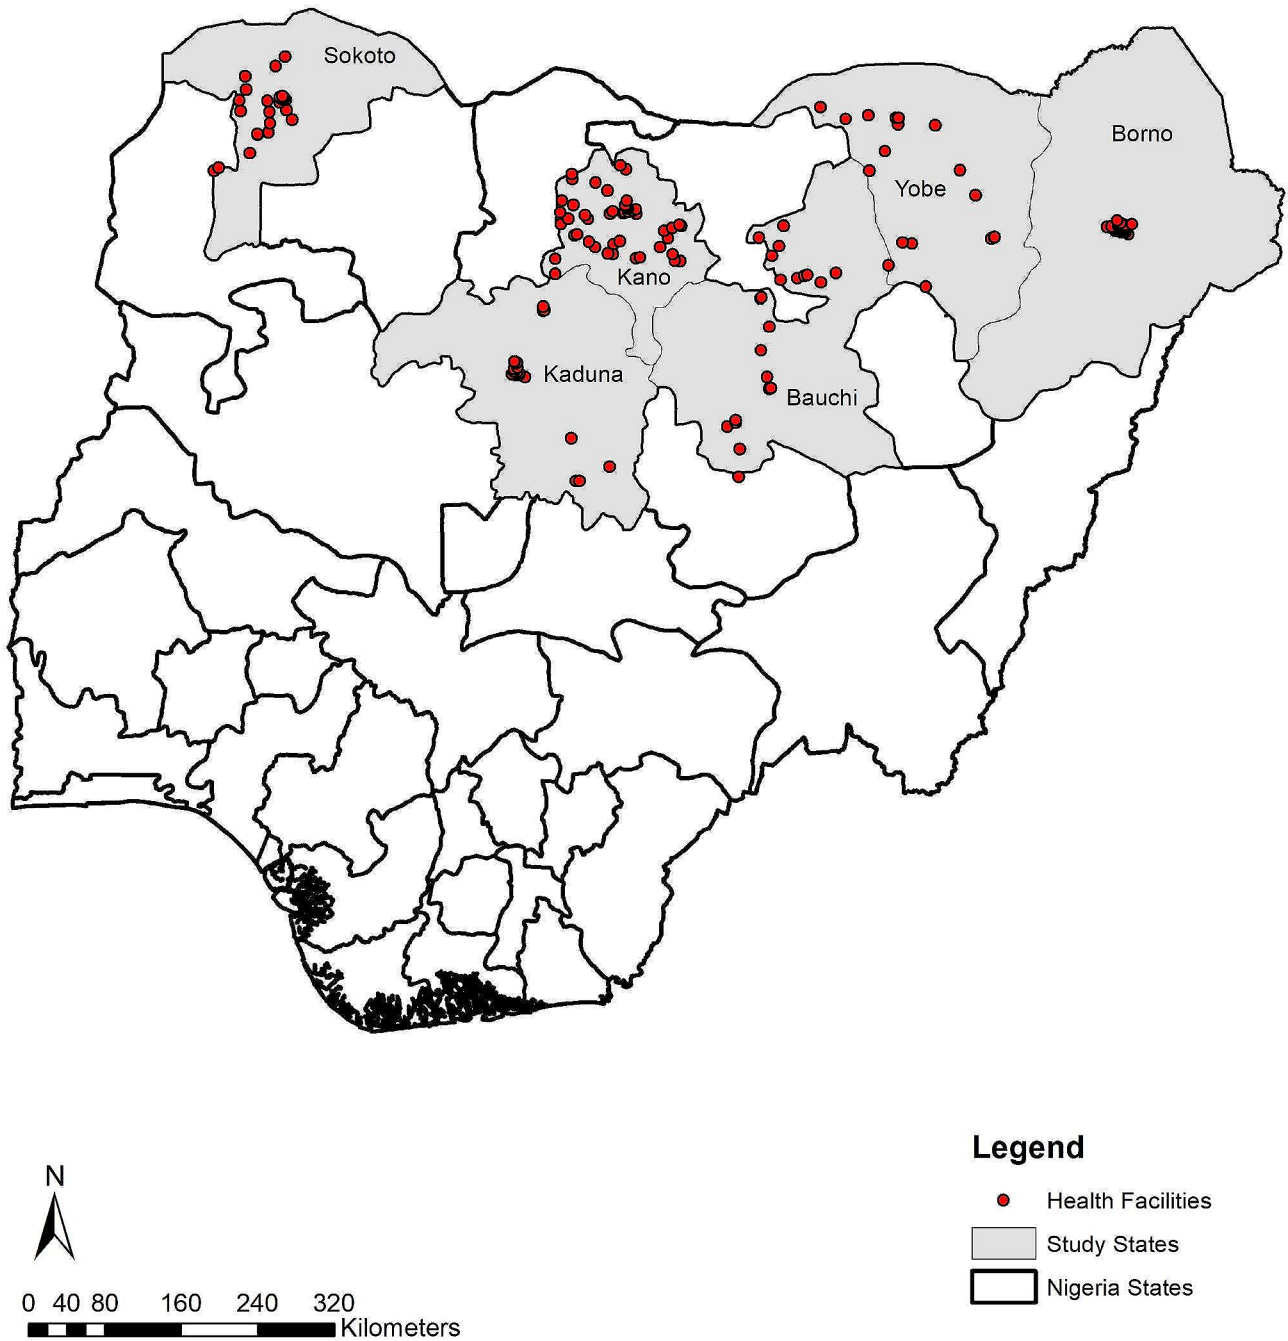 Sokoto
Borno
Yobe
Kano
Kaduna
Bauchi
Legend
Health Facilities
Study States
Nigeria States
N
0 40 80 160 240 320
Kilometers